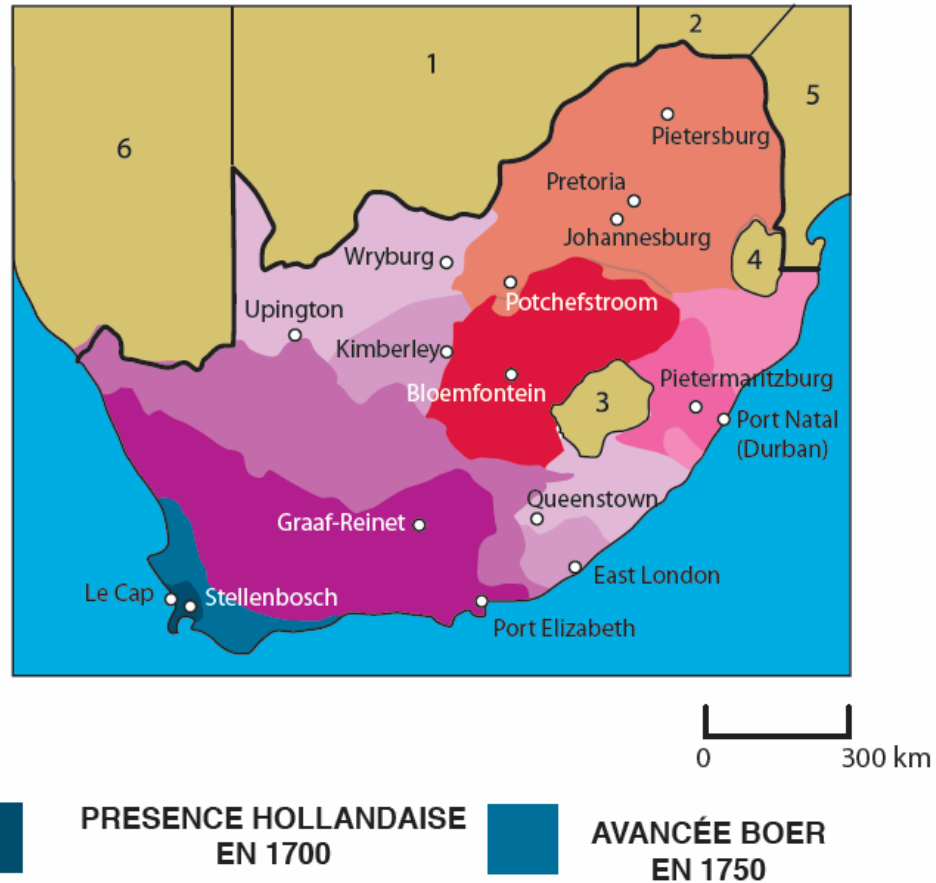 2
1
5
6
Pietersburg
Pretoria
Johannesburg
Wryburg
4
Potchefstroom
Upington
Kimberley
Bloemfontein
3
Pietermaritzburg
Port Natal
(Durban)
Queenstown
Graaf-Reinet
East London
Le Cap
Stellenbosch
Port Elizabeth
0
300 km
PRESENCE HOLLANDAISE
EN 1700
AVANCÉE BOER
EN 1750